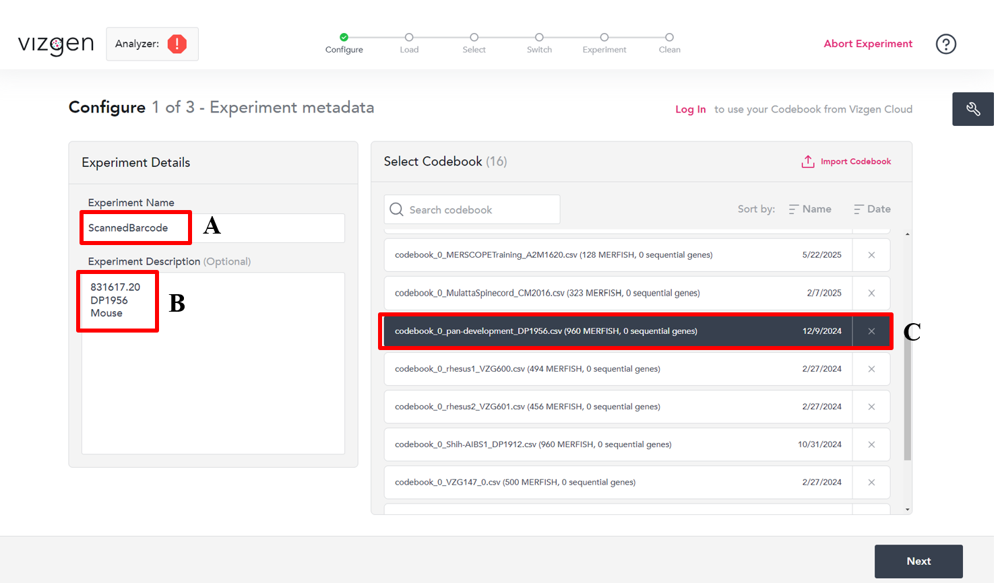 vizgen
Analyzer:
Configure
Load
Select
Switch
Experiment
Clean
Abort Experiment
?
Configure 1 of 3 - Experiment metadata
Log In to use your Codebook from Vizgen Cloud
Experiment Details
Experiment Name
ScannedBarcode
A
Experiment Description (Optional)
831617.20
DP1956
Mouse
B
Select Codebook (16)
Import Codebook
Search codebook
Sort by:
Name
Date
codebook_0_MERSCOPETraining_A2M1620.csv (128 MERFISH, 0 sequential genes) 5/22/2025
codebook_0_MulattaSpinecord_CM2016.csv (323 MERFISH, 0 sequential genes) 2/7/2025
codebook_0_pan-development_DP1956.csv (960 MERFISH, 0 sequential genes) 12/9/2024
C
codebook_0_rhesus1_VZG600.csv (494 MERFISH, 0 sequential genes) 2/27/2024
codebook_0_rhesus2_VZG601.csv (456 MERFISH, 0 sequential genes) 2/27/2024
codebook_0_Shih-AIBS1_DP1912.csv (960 MERFISH, 0 sequential genes) 10/31/2024
codebook_0_VZG147_0.csv (500 MERFISH, 0 sequential genes) 2/27/2024
Next